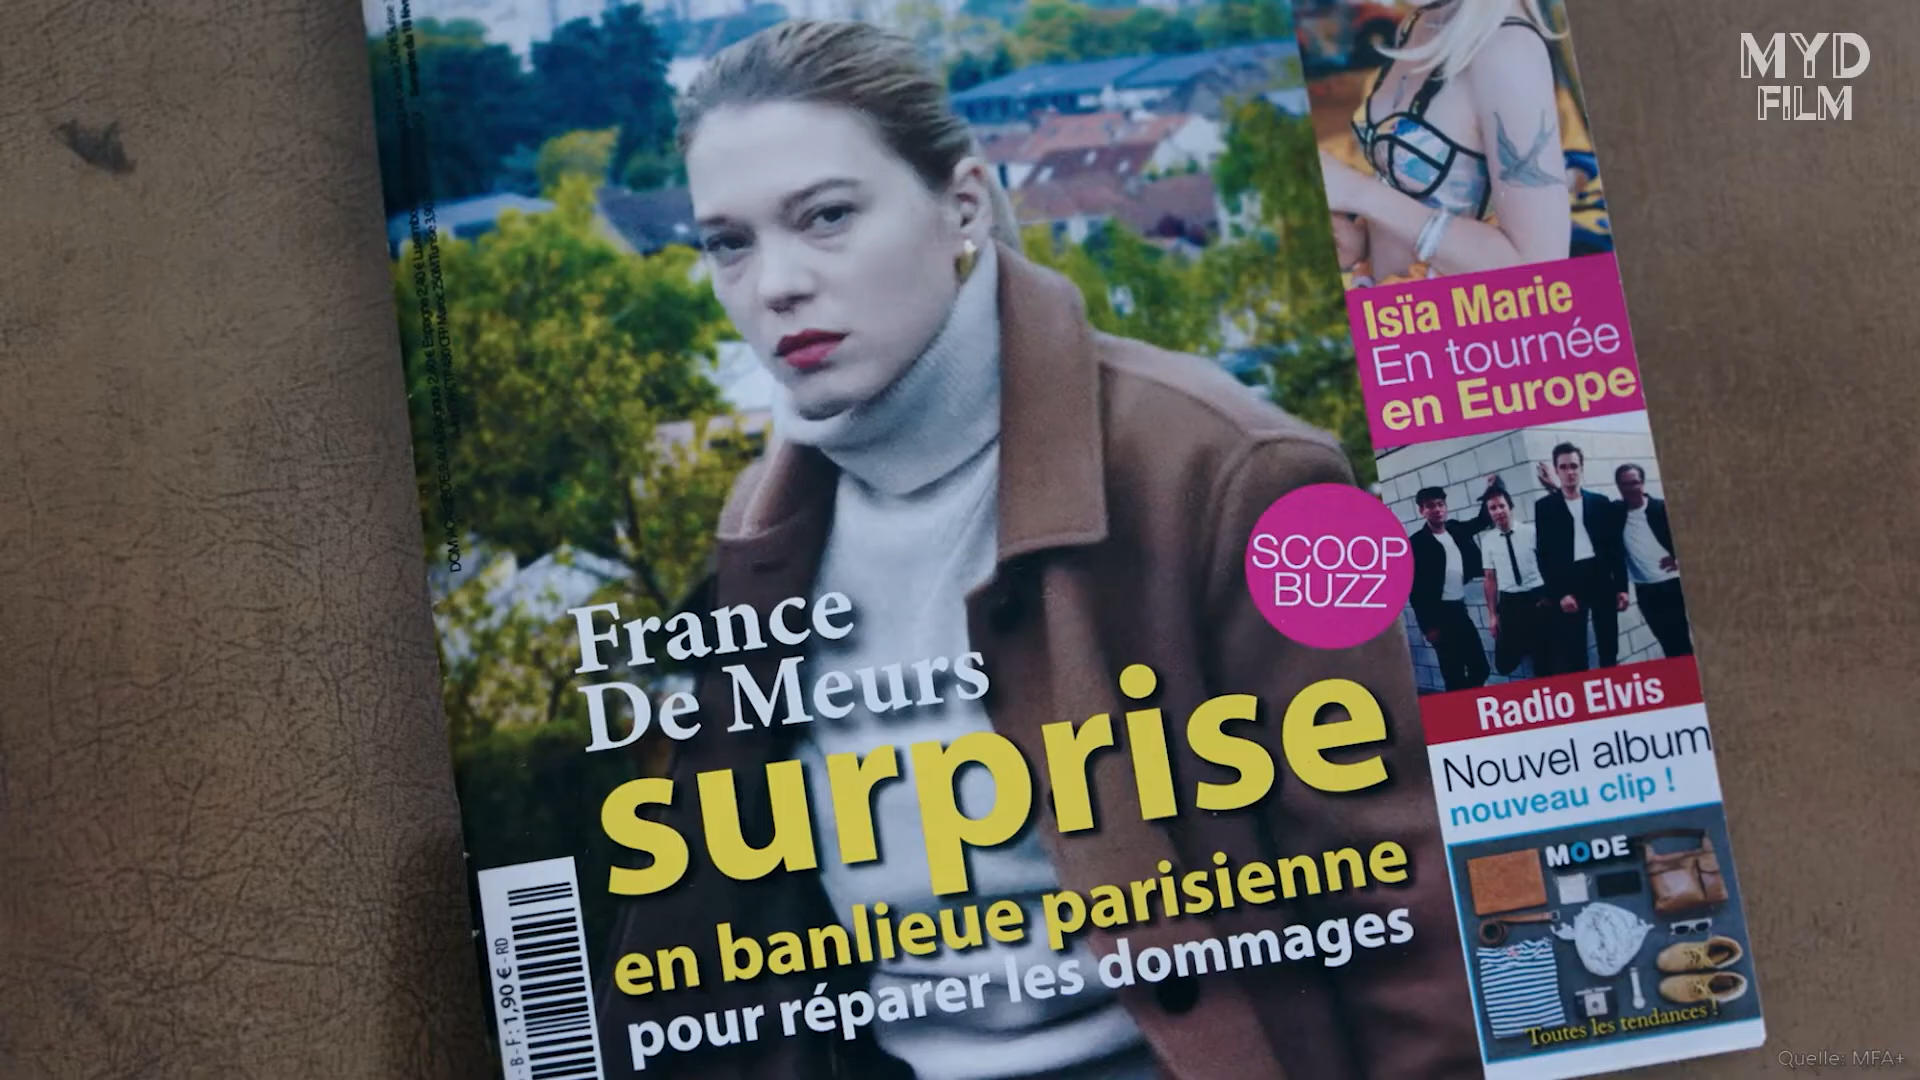 MYD
FILM
Isïa Marie
En tournée
en Europe
SCOOP
BUZZ
France
De Meurs
surprise
en banlieue parisienne
pour réparer les dommages
Radio Elvis
Nouvel album
nouveau clip !
MODE
Toutes les tendances !
- B - F : 1,90 € - RD
Quelle: MFA+